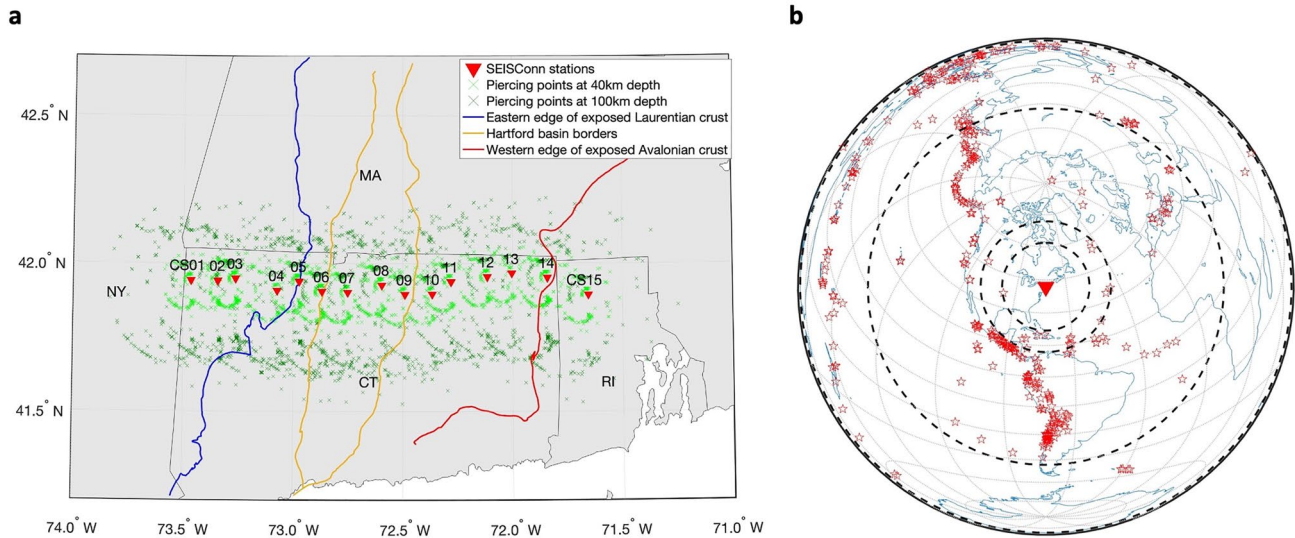 a
b
SEISConn stations
Piercing points at 40km depth
Piercing points at 100km depth
Eastern edge of exposed Laurentian crust
Hartford basin borders
Western edge of exposed Avalonian crust
42.5° N
MA
42.0° N
CS01 02 03 04 05 06 07 08 09 10 11 12 13 14 CS15
NY
CT
RI
41.5° N
74.0° W 73.5° W 73.0° W 72.5° W 72.0° W 71.5° W 71.0° W